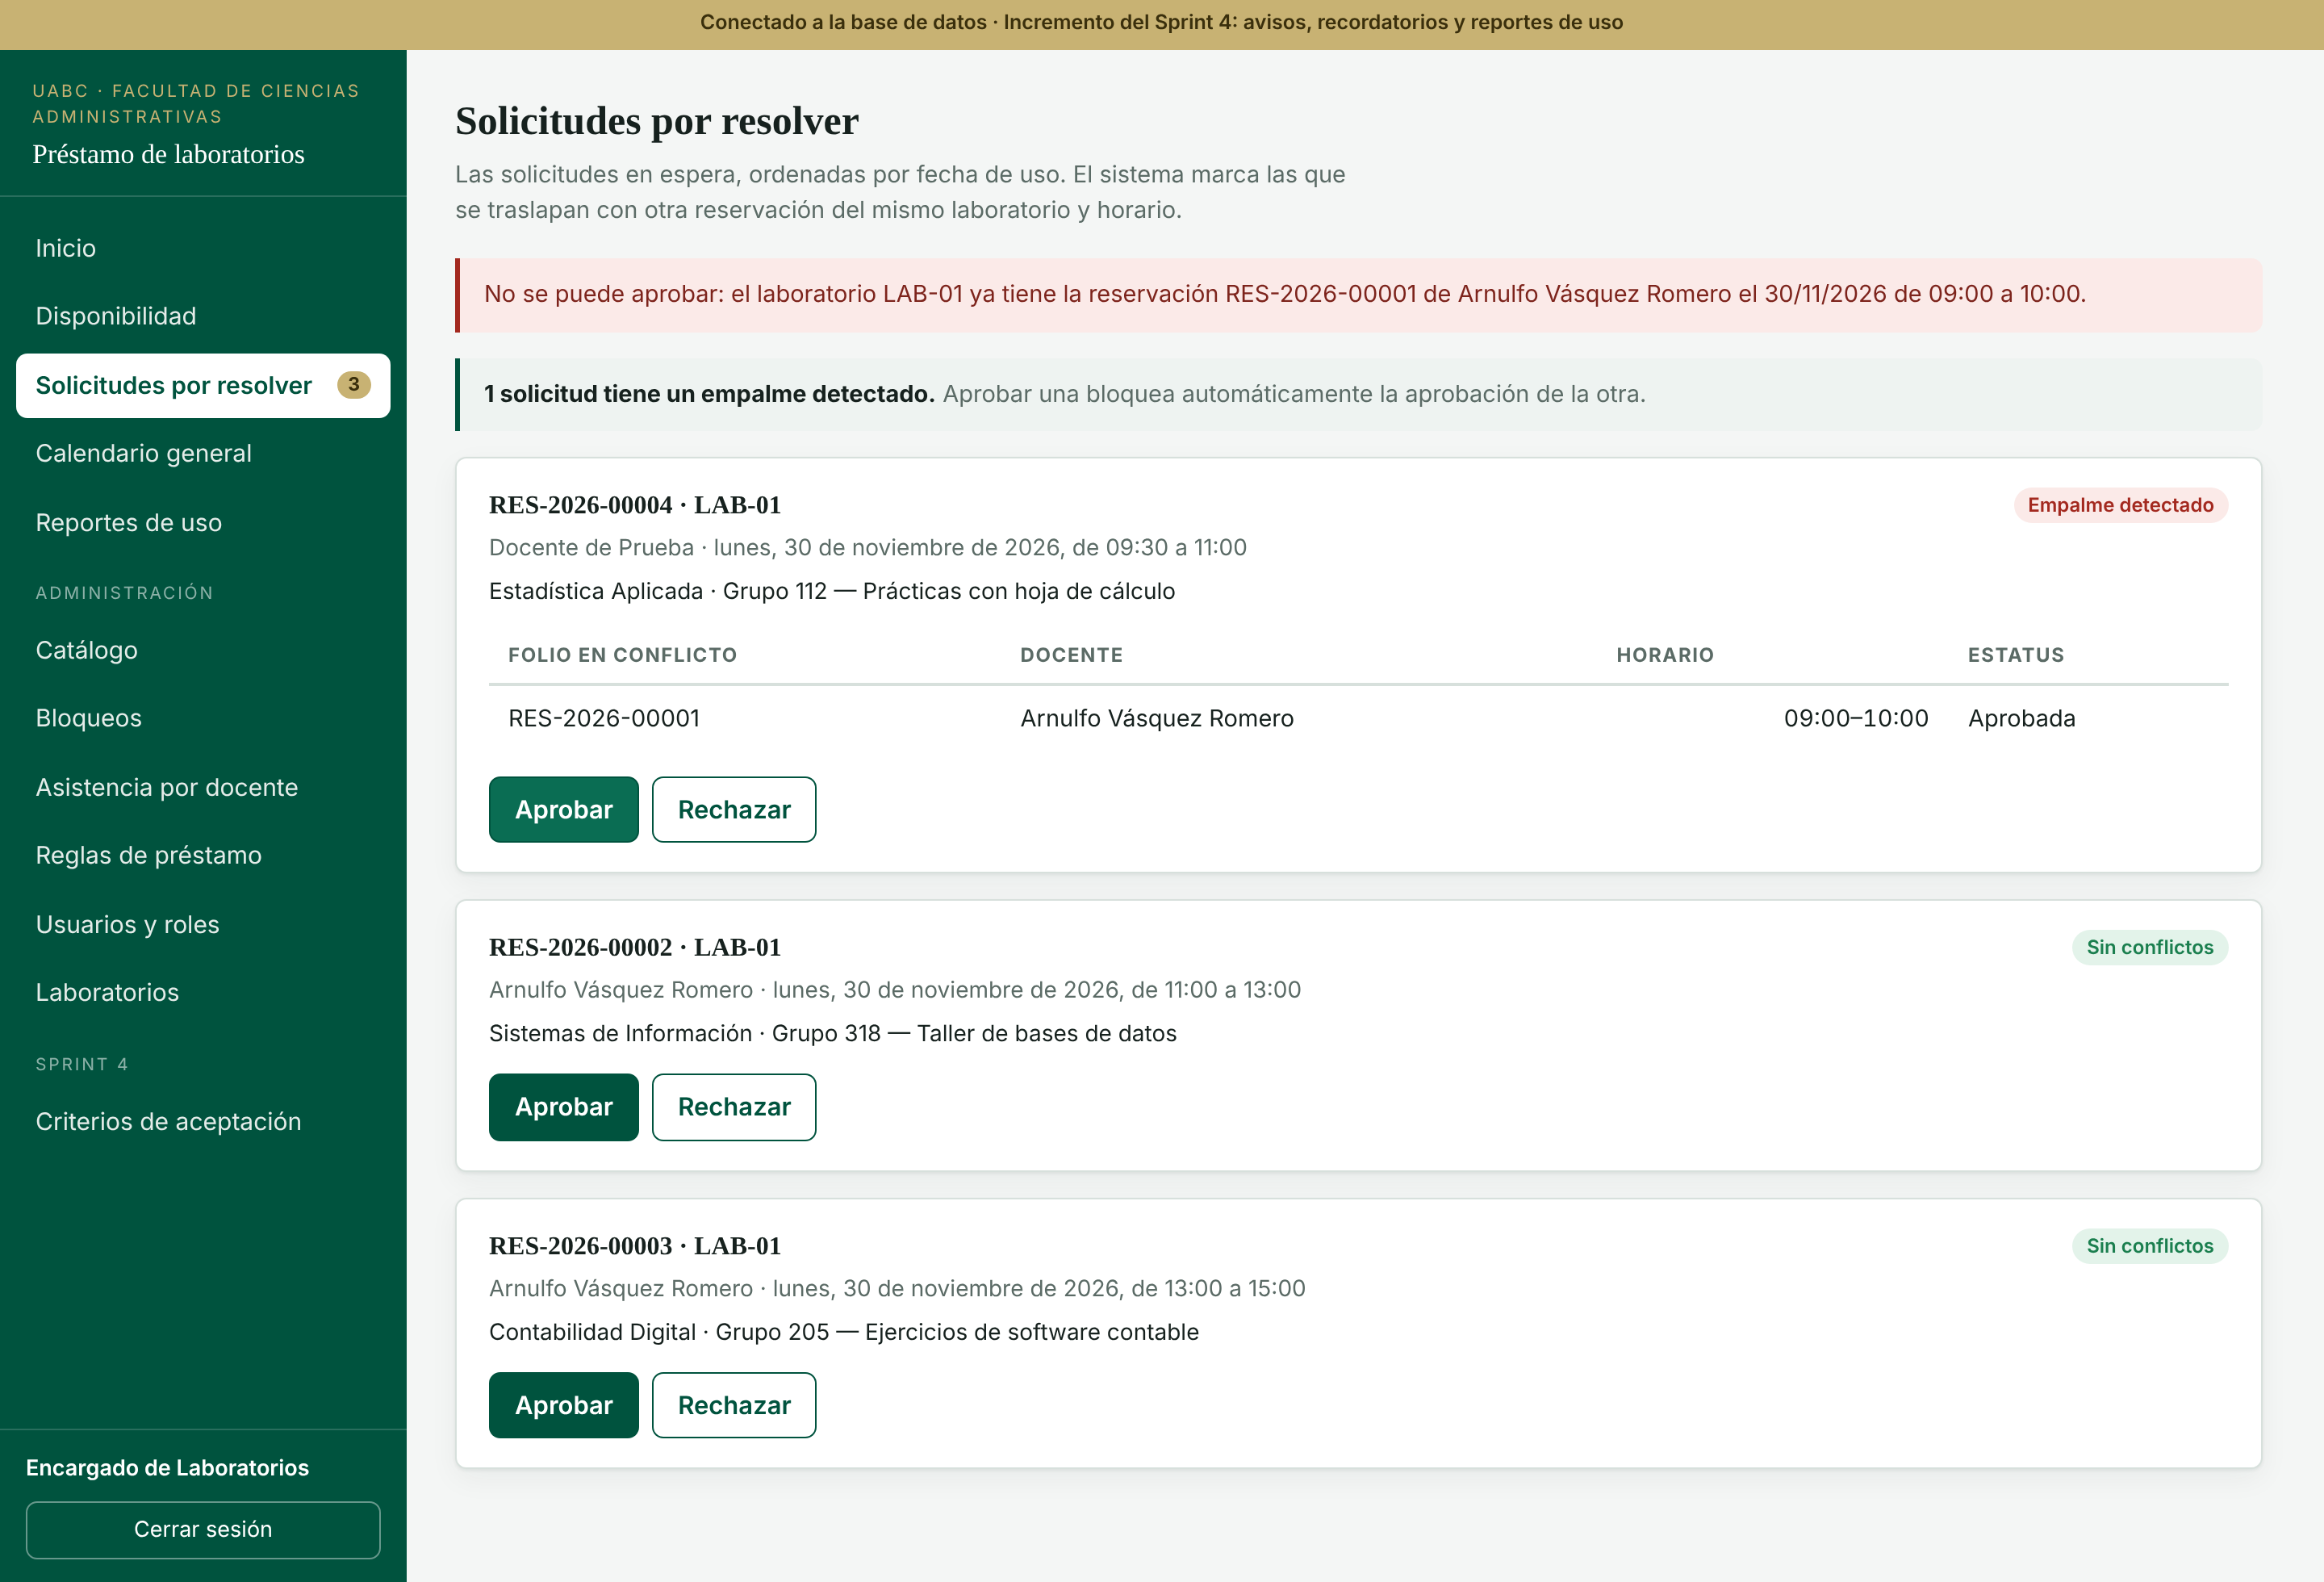 Conectado a la base de datos · Incremento del Sprint 4: avisos, recordatorios y reportes de uso
UABC · FACULTAD DE CIENCIAS
ADMINISTRATIVAS
Préstamo de laboratorios
Inicio
Disponibilidad
Solicitudes por resolver 3
Calendario general
Reportes de uso
ADMINISTRACIÓN
Catálogo
Bloqueos
Asistencia por docente
Reglas de préstamo
Usuarios y roles
Laboratorios
SPRINT 4
Criterios de aceptación
Encargado de Laboratorios
Cerrar sesión
Solicitudes por resolver
Las solicitudes en espera, ordenadas por fecha de uso. El sistema marca las que
se traslapan con otra reservación del mismo laboratorio y horario.
No se puede aprobar: el laboratorio LAB-01 ya tiene la reservación RES-2026-00001 de Arnulfo Vásquez Romero el 30/11/2026 de 09:00 a 10:00.
1 solicitud tiene un empalme detectado. Aprobar una bloquea automáticamente la aprobación de la otra.
RES-2026-00004 · LAB-01
Empalme detectado
Docente de Prueba · lunes, 30 de noviembre de 2026, de 09:30 a 11:00
Estadística Aplicada · Grupo 112 — Prácticas con hoja de cálculo
FOLIO EN CONFLICTO DOCENTE HORARIO ESTATUS
RES-2026-00001 Arnulfo Vásquez Romero 09:00–10:00 Aprobada
Aprobar Rechazar
RES-2026-00002 · LAB-01
Sin conflictos
Arnulfo Vásquez Romero · lunes, 30 de noviembre de 2026, de 11:00 a 13:00
Sistemas de Información · Grupo 318 — Taller de bases de datos
Aprobar Rechazar
RES-2026-00003 · LAB-01
Sin conflictos
Arnulfo Vásquez Romero · lunes, 30 de noviembre de 2026, de 13:00 a 15:00
Contabilidad Digital · Grupo 205 — Ejercicios de software contable
Aprobar Rechazar